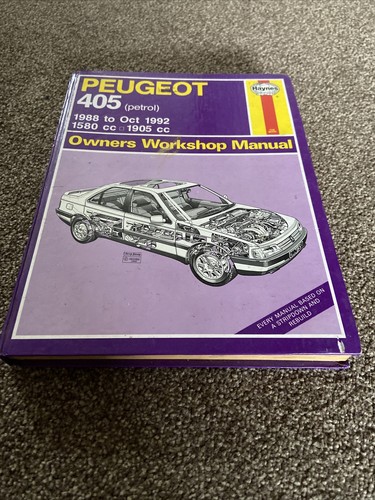 PEUGEOT
Haynes
405 (petrol)
1988 to Oct 1992
1580 cc □ 1905 cc
Owners Workshop Manual
EVERY MANUAL BASED ON
A STRIPDOWN AND
REBUILD